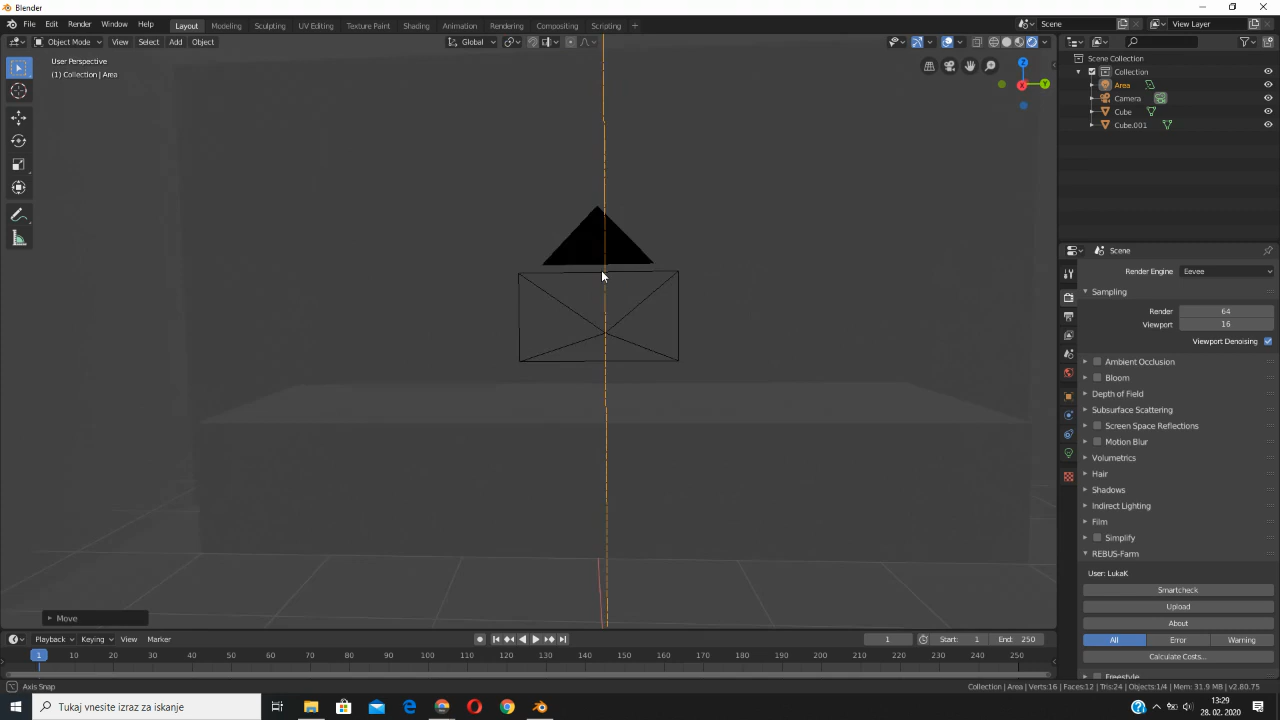 Blender
File Edit Render Window Help Layout Modeling Sculpting UV Editing Texture Paint Shading Animation Rendering Compositing Scripting + Scene View Layer
Object Mode View Select Add Object Global
User Perspective
(1) Collection | Area
Z
X
Y
Scene Collection
Collection
Area
Camera
Cube
Cube.001
Scene
Render Engine Eevee
Sampling
Render 64
Viewport 16
Viewport Denoising
Ambient Occlusion
Bloom
Depth of Field
Subsurface Scattering
Screen Space Reflections
Motion Blur
Volumetrics
Hair
Shadows
Indirect Lighting
Film
Simplify
REBUS-Farm
User: LukaK
Smartcheck
Upload
About
All Error Warning
Calculate Costs...
Freestyle
Move
Playback Keying View Marker 1 Start: 1 End: 250
1 10 20 30 40 50 60 70 80 90 100 110 120 130 140 150 160 170 180 190 200 210 220 230 240 250
Axis Snap Collection | Area | Verts:16 | Faces:12 | Tris:24 | Objects:1/4 | Mem: 31.9 MB | v2.80.75
Tukaj vnesite izraz za iskanje
13:29
28. 02. 2020